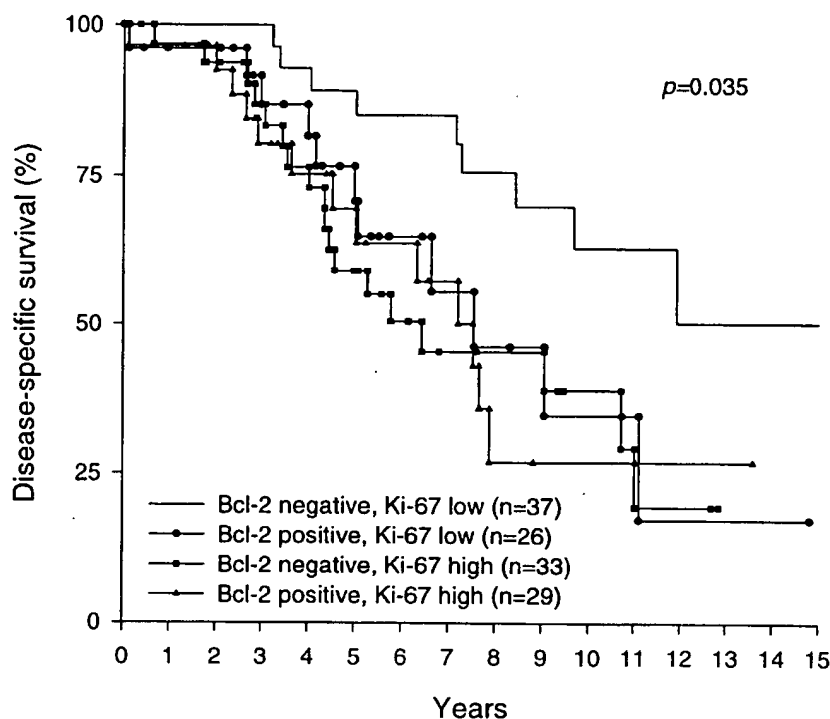 100
75
50
25
0
Disease-specific survival (%)
p=0.035
Bcl-2 negative, Ki-67 low (n=37)
Bcl-2 positive, Ki-67 low (n=26)
Bcl-2 negative, Ki-67 high (n=33)
Bcl-2 positive, Ki-67 high (n=29)
0 1 2 3 4 5 6 7 8 9 10 11 12 13 14 15
Years